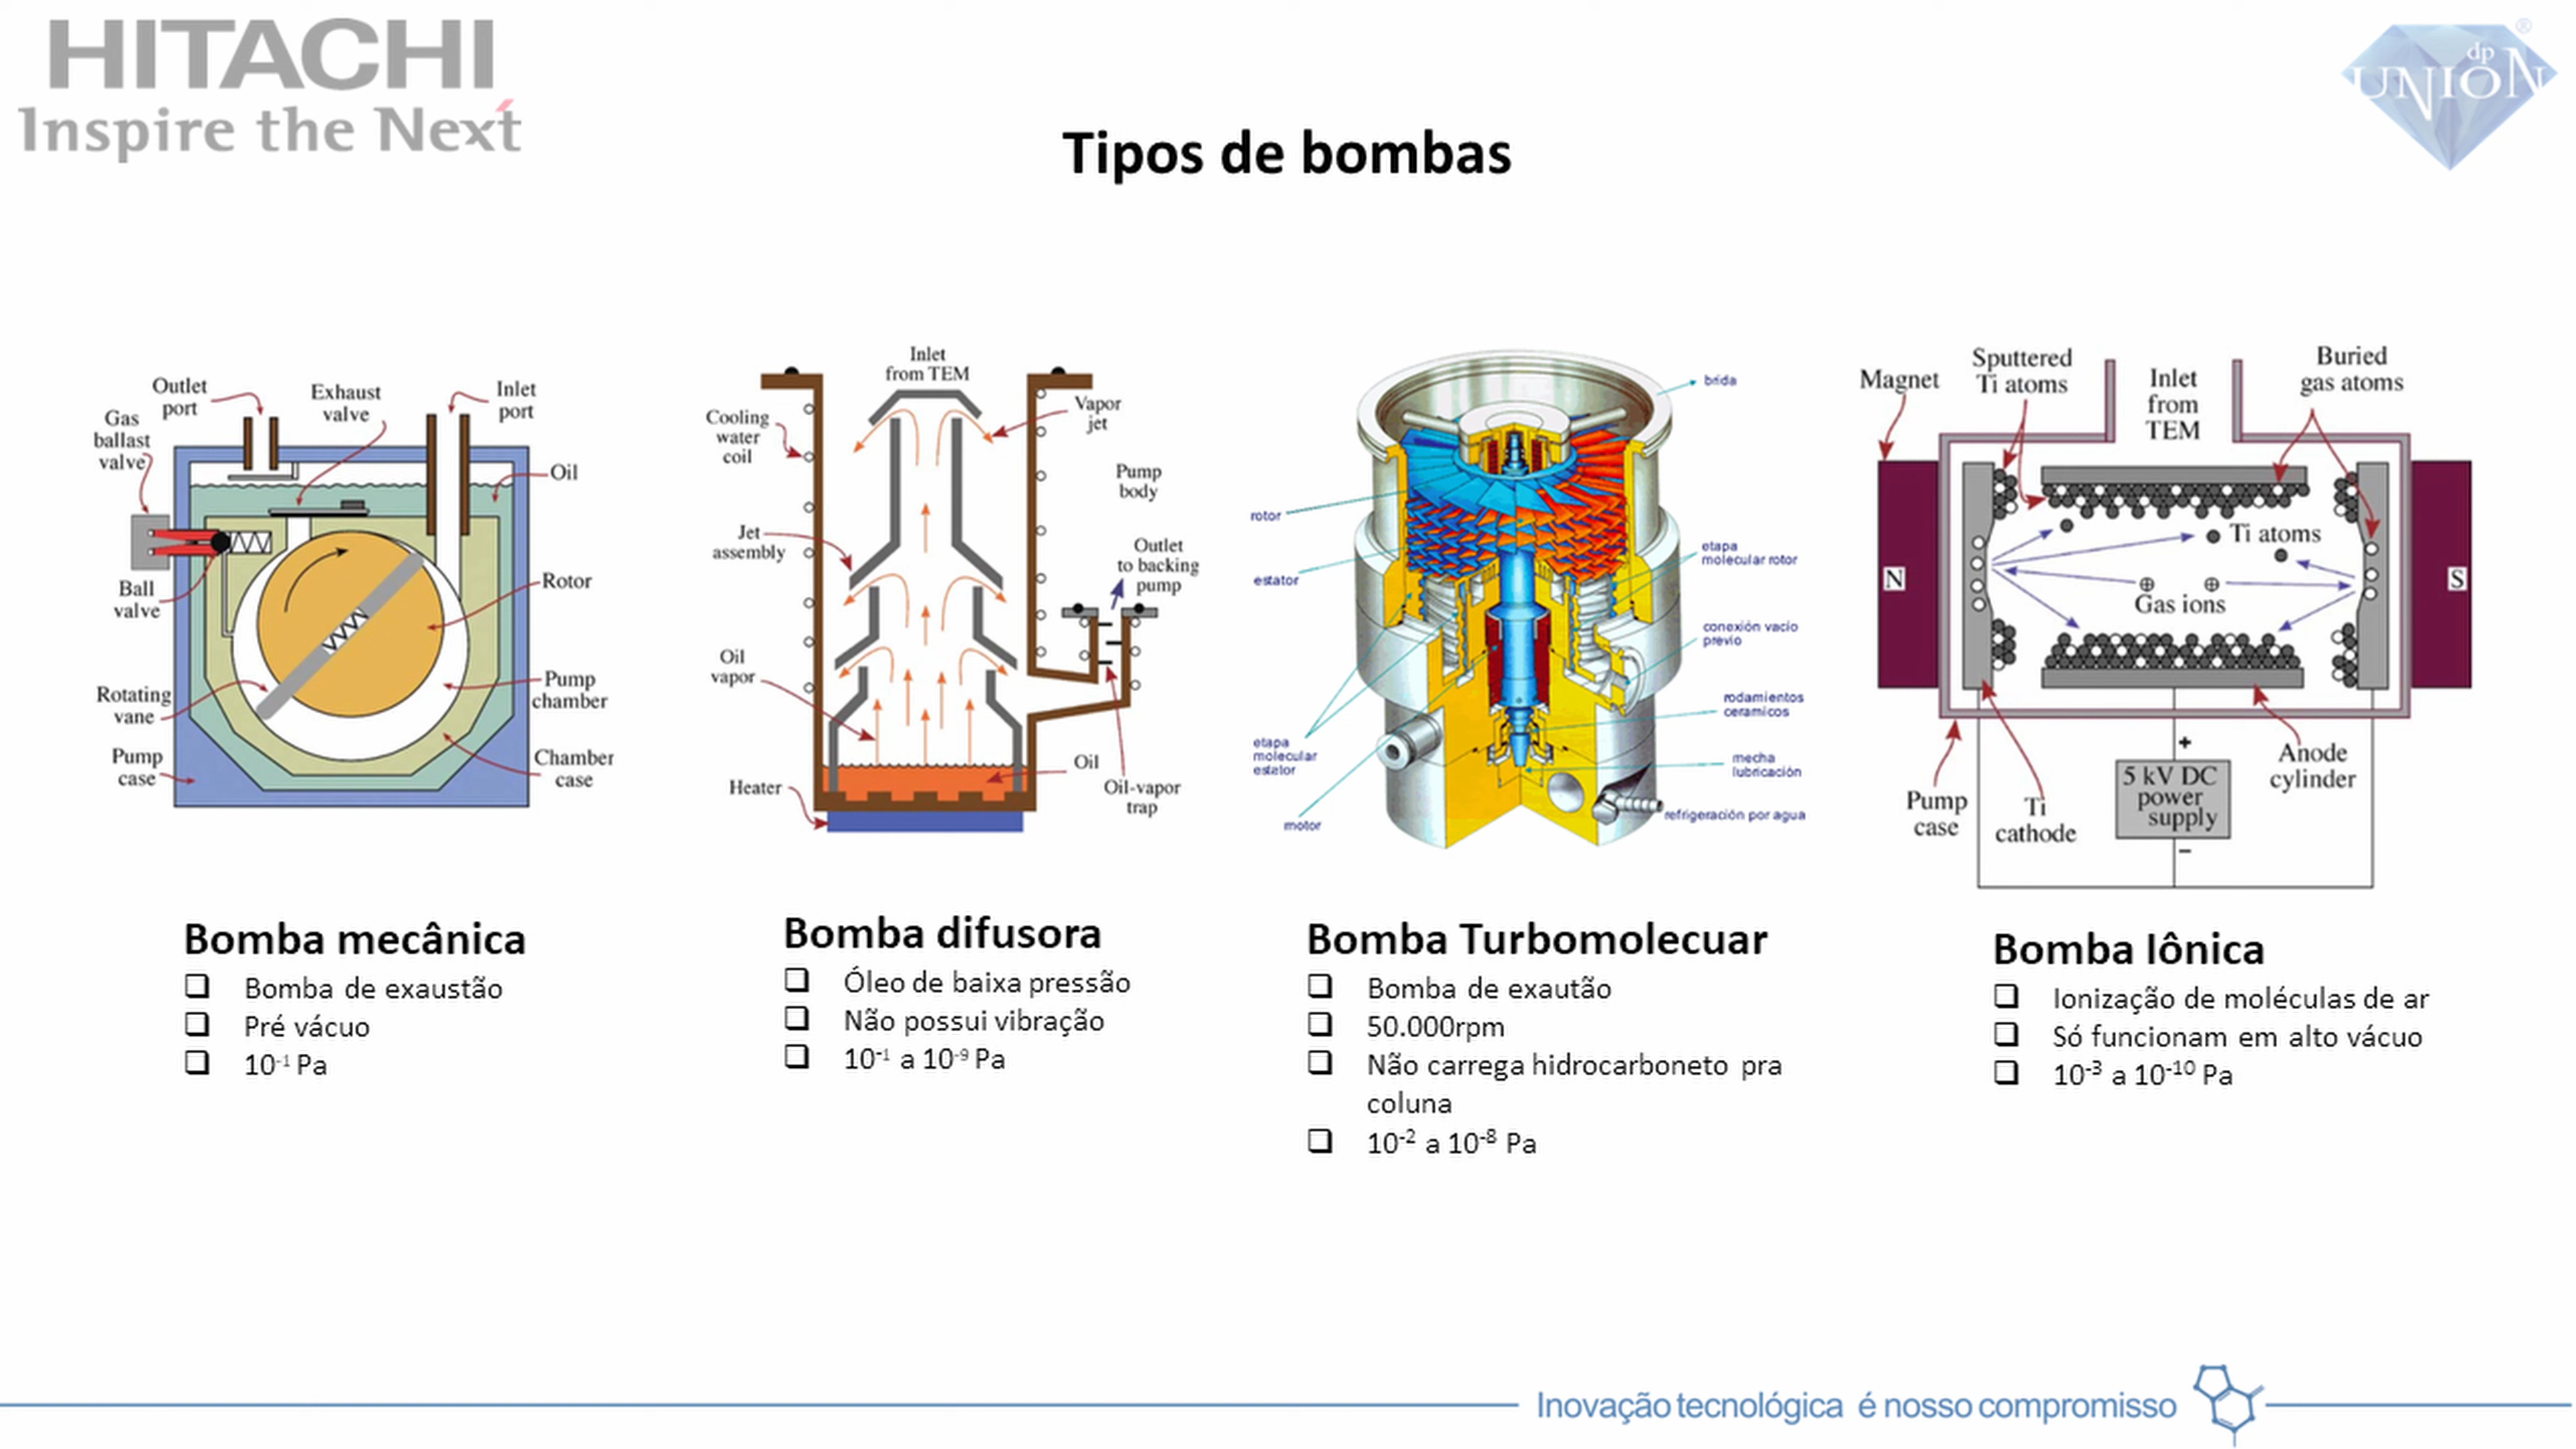 HITACHI
Inspire the Next
dp
UNION
®
Tipos de bombas
Outlet
port
Exhaust
valve
Inlet
port
Gas
ballast
valve
Oil
Ball
valve
Rotor
Rotating
vane
Pump
chamber
Pump
case
Chamber
case
Inlet
from TEM
Cooling
water
coil
Vapor
jet
Pump
body
Jet
assembly
Outlet
to backing
pump
Oil
vapor
Oil
Heater
Oil-vapor
trap
brida
rotor
estator
etapa
molecular rotor
conexión vacío
previo
rodamientos
ceramicos
etapa
molecular
estator
mecha
lubricación
motor
refrigeración por agua
Magnet
Sputtered
Ti atoms
Inlet
from
TEM
Buried
gas atoms
Ti atoms
N
S
Gas ions
+
5 kV DC
power
supply
−
Anode
cylinder
Pump
case
Ti
cathode
Bomba mecânica
❑ Bomba de exaustão
❑ Pré vácuo
❑ 10⁻¹ Pa
Bomba difusora
❑ Óleo de baixa pressão
❑ Não possui vibração
❑ 10⁻¹ a 10⁻⁹ Pa
Bomba Turbomolecuar
❑ Bomba de exautão
❑ 50.000rpm
❑ Não carrega hidrocarboneto pra
coluna
❑ 10⁻² a 10⁻⁸ Pa
Bomba Iônica
❑ Ionização de moléculas de ar
❑ Só funcionam em alto vácuo
❑ 10⁻³ a 10⁻¹⁰ Pa
Inovação tecnológica é nosso compromisso